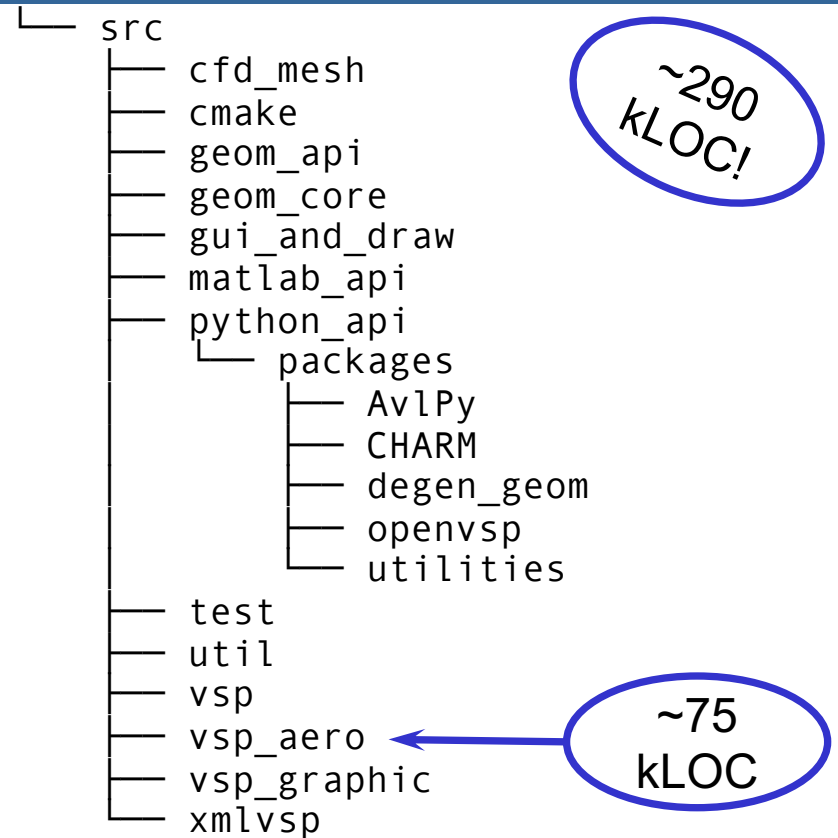 └── src
├── cfd_mesh
├── cmake
├── geom_api
├── geom_core
├── gui_and_draw
├── matlab_api
├── python_api
│   └── packages
│       ├── AvlPy
│       ├── CHARM
│       ├── degen_geom
│       ├── openvsp
│       └── utilities
├── test
├── util
├── vsp
├── vsp_aero
├── vsp_graphic
└── xmlvsp
~290
kLOC!
~75
kLOC